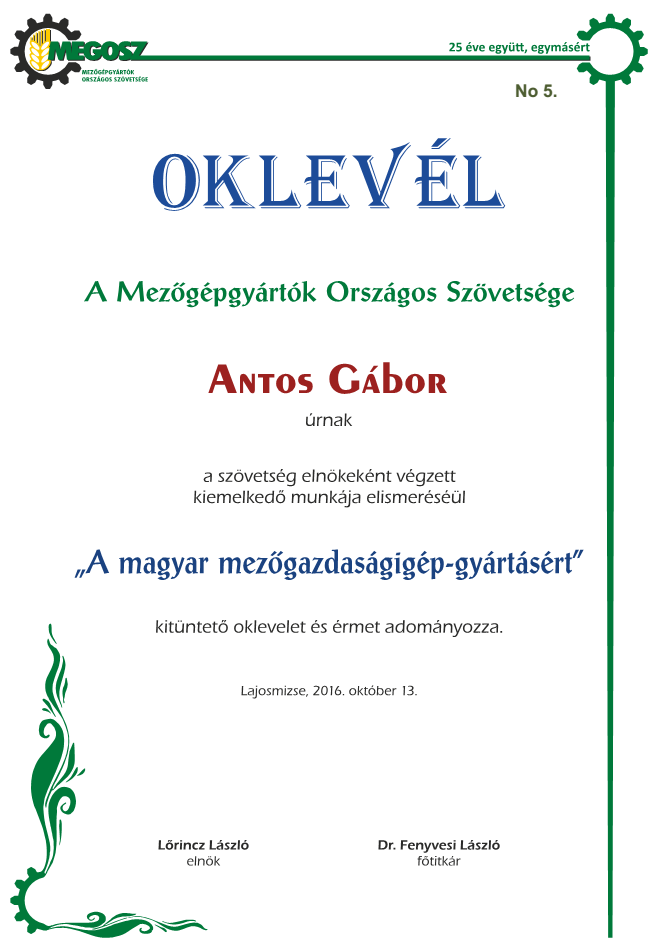 MEGOSZ
MEZŐGÉPGYÁRTÓK
ORSZÁGOS SZÖVETSÉGE
25 éve együtt, egymásért
No 5.
OKLEVÉL
A Mezőgépgyártók Országos Szövetsége
Antos Gábor
úrnak
a szövetség elnökeként végzett
kiemelkedő munkája elismeréséül
„A magyar mezőgazdaságigép-gyártásért”
kitüntető oklevelet és érmet adományozza.
Lajosmizse, 2016. október 13.
Lőrincz László
elnök
Dr. Fenyvesi László
főtitkár